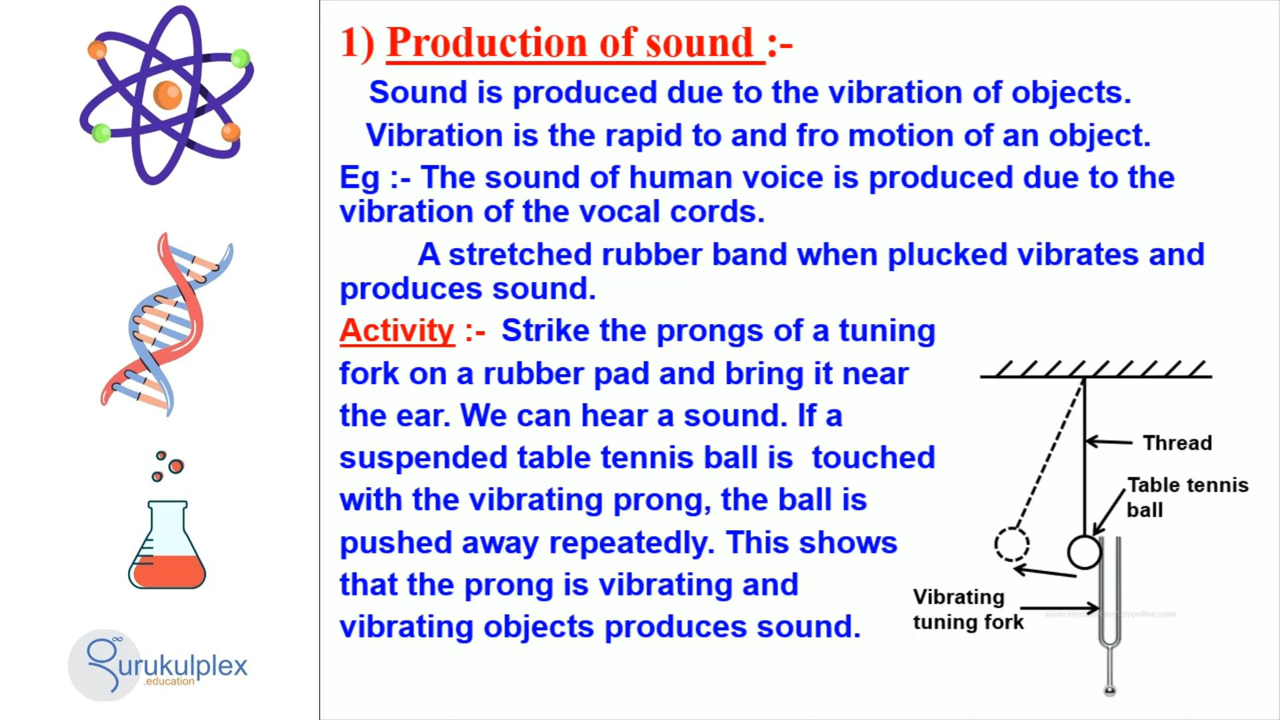 1) Production of sound :-
Sound is produced due to the vibration of objects.
Vibration is the rapid to and fro motion of an object.
Eg :- The sound of human voice is produced due to the
vibration of the vocal cords.
A stretched rubber band when plucked vibrates and
produces sound.
Activity :- Strike the prongs of a tuning
fork on a rubber pad and bring it near
the ear. We can hear a sound. If a
suspended table tennis ball is touched
with the vibrating prong, the ball is
pushed away repeatedly. This shows
that the prong is vibrating and
vibrating objects produces sound.
Thread
Table tennis
ball
Vibrating
tuning fork
gurukulplex
.education